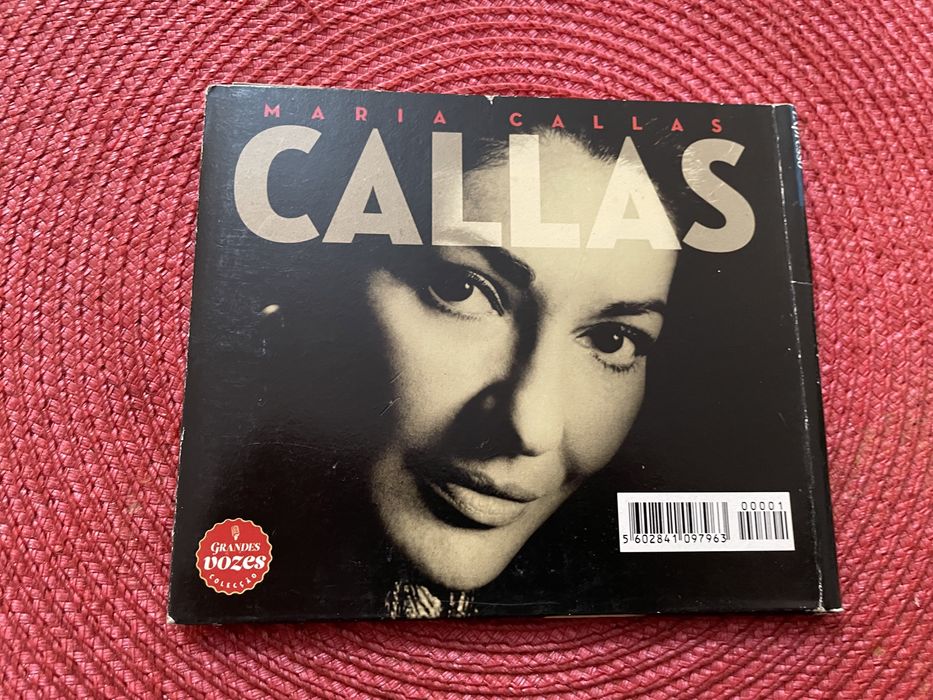 MARIA CALLAS
CALLAS
GRANDES
VOZES
COLECÇÃO
00001
5 602841 097963